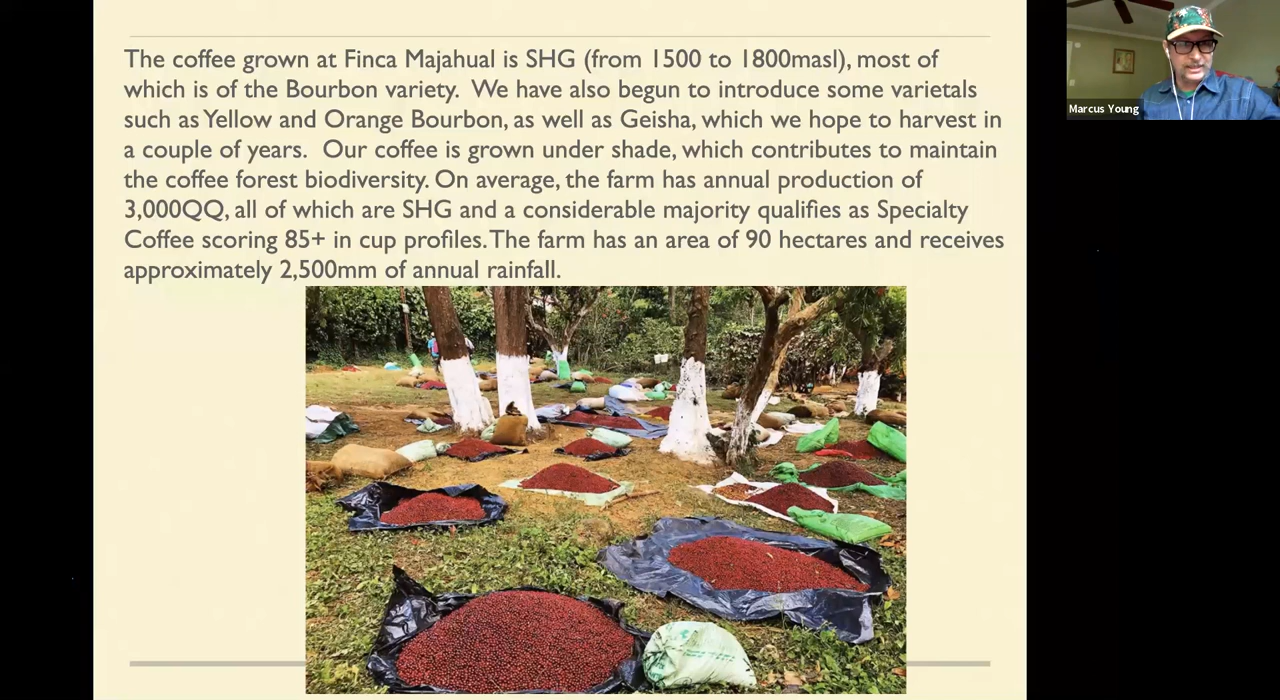 The coffee grown at Finca Majahual is SHG (from 1500 to 1800masl), most of
which is of the Bourbon variety.  We have also begun to introduce some varietals
such as Yellow and Orange Bourbon, as well as Geisha, which we hope to harvest in
a couple of years.  Our coffee is grown under shade, which contributes to maintain
the coffee forest biodiversity. On average, the farm has annual production of
3,000QQ, all of which are SHG and a considerable majority qualifies as Specialty
Coffee scoring 85+ in cup profiles. The farm has an area of 90 hectares and receives
approximately 2,500mm of annual rainfall.
Marcus Young